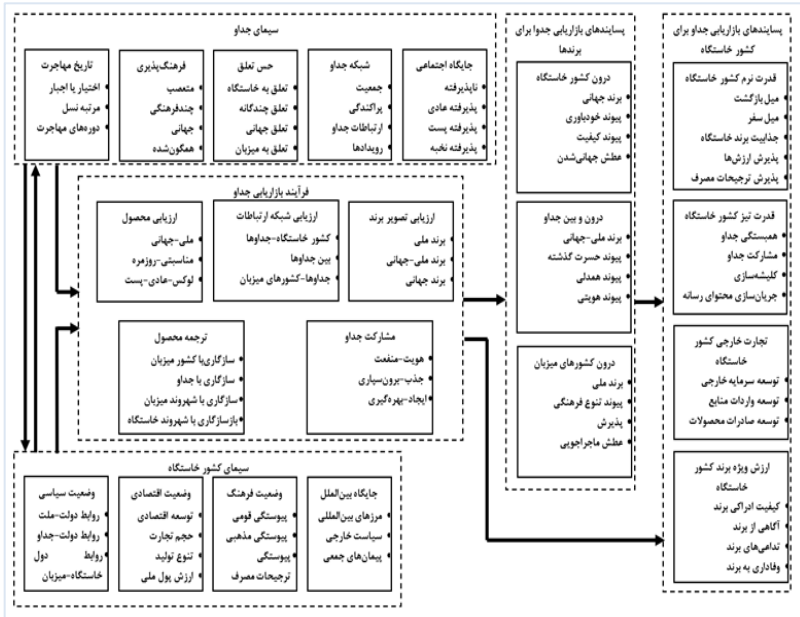 سیمای جداو
جایگاه اجتماعی
ناپذیرفته
پذیرفته عادی
پذیرفته پست
پذیرفته نخبه
شبکه جداو
جمعیت
پراکندگی
ارتباطات جداو
رویدادها
حس تعلق
تعلق به خاستگاه
تعلق چندگانه
تعلق جهانی
تعلق به میزبان
فرهنگ‌پذیری
متعصب
چندفرهنگی
جهانی
همگون‌شده
تاریخ مهاجرت
اختیار یا اجبار
مرتبه نسل
دوره‌های مهاجرت
فرآیند بازاریابی جداو
ارزیابی تصویر برند
برند ملی
برند ملی-جهانی
برند جهانی
ارزیابی شبکه ارتباطات
کشور خاستگاه-جداوها
بین جداوها
جداوها-کشورهای میزبان
ارزیابی محصول
ملی-جهانی
مناسبتی-روزمره
لوکس-عادی-پست
مشارکت جداو
هویت-منفعت
جذب-برون‌سپاری
ایجاد-بهره‌گیری
ترجمه محصول
سازگاری‌با کشور میزبان
سازگاری با جداو
سازگاری با شهروند میزبان
بازسازگاری با شهروند خاستگاه
سیمای کشور خاستگاه
جایگاه بین‌الملل
مرزهای بین‌المللی
سیاست خارجی
پیمان‌های جمعی
وضعیت فرهنگ
پیوستگی قومی
پیوستگی مذهبی
پیوستگی
ترجیحات مصرف
وضعیت اقتصادی
توسعه اقتصادی
حجم تجارت
تنوع تولید
ارزش پول ملی
وضعیت سیاسی
روابط دولت-ملت
روابط دولت-جداو
روابط دول
خاستگاه-میزبان
پسایندهای بازاریابی جدوا برای
برندها
درون کشور خاستگاه
برند جهانی
پیوند خودباوری
پیوند کیفیت
عطش جهانی‌شدن
درون و بین جداو
برند ملی-جهانی
پیوند حسرت گذشته
پیوند همدلی
پیوند هویتی
درون کشورهای میزبان
برند ملی
پیوند تنوع فرهنگی
پذیرش
عطش ماجراجویی
پسایندهای بازاریابی جداو برای
کشور خاستگاه
قدرت نرم کشور خاستگاه
میل بازگشت
میل سفر
جذابیت برند خاستگاه
پذیرش ارزش‌ها
پذیرش ترجیحات مصرف
قدرت تیز کشور خاستگاه
همبستگی جداو
مشارکت جداو
کلیشه‌سازی
جریان‌سازی محتوای رسانه
تجارت خارجی کشور
خاستگاه
توسعه سرمایه خارجی
توسعه واردات منابع
توسعه صادرات محصولات
ارزش ویژه برند کشور
خاستگاه
کیفیت ادراکی برند
آگاهی از برند
تداعی‌های برند
وفاداری به برند